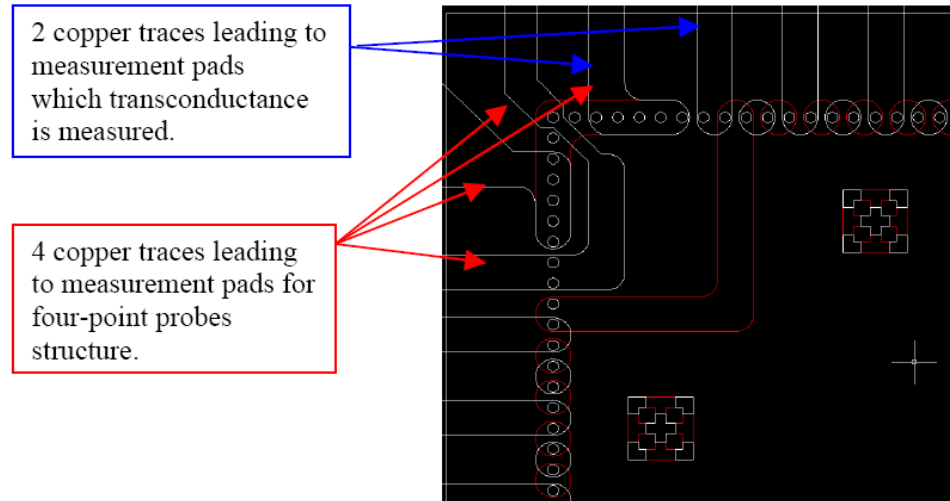 2 copper traces leading to
measurement pads
which transconductance
is measured.
4 copper traces leading
to measurement pads for
four-point probes
structure.